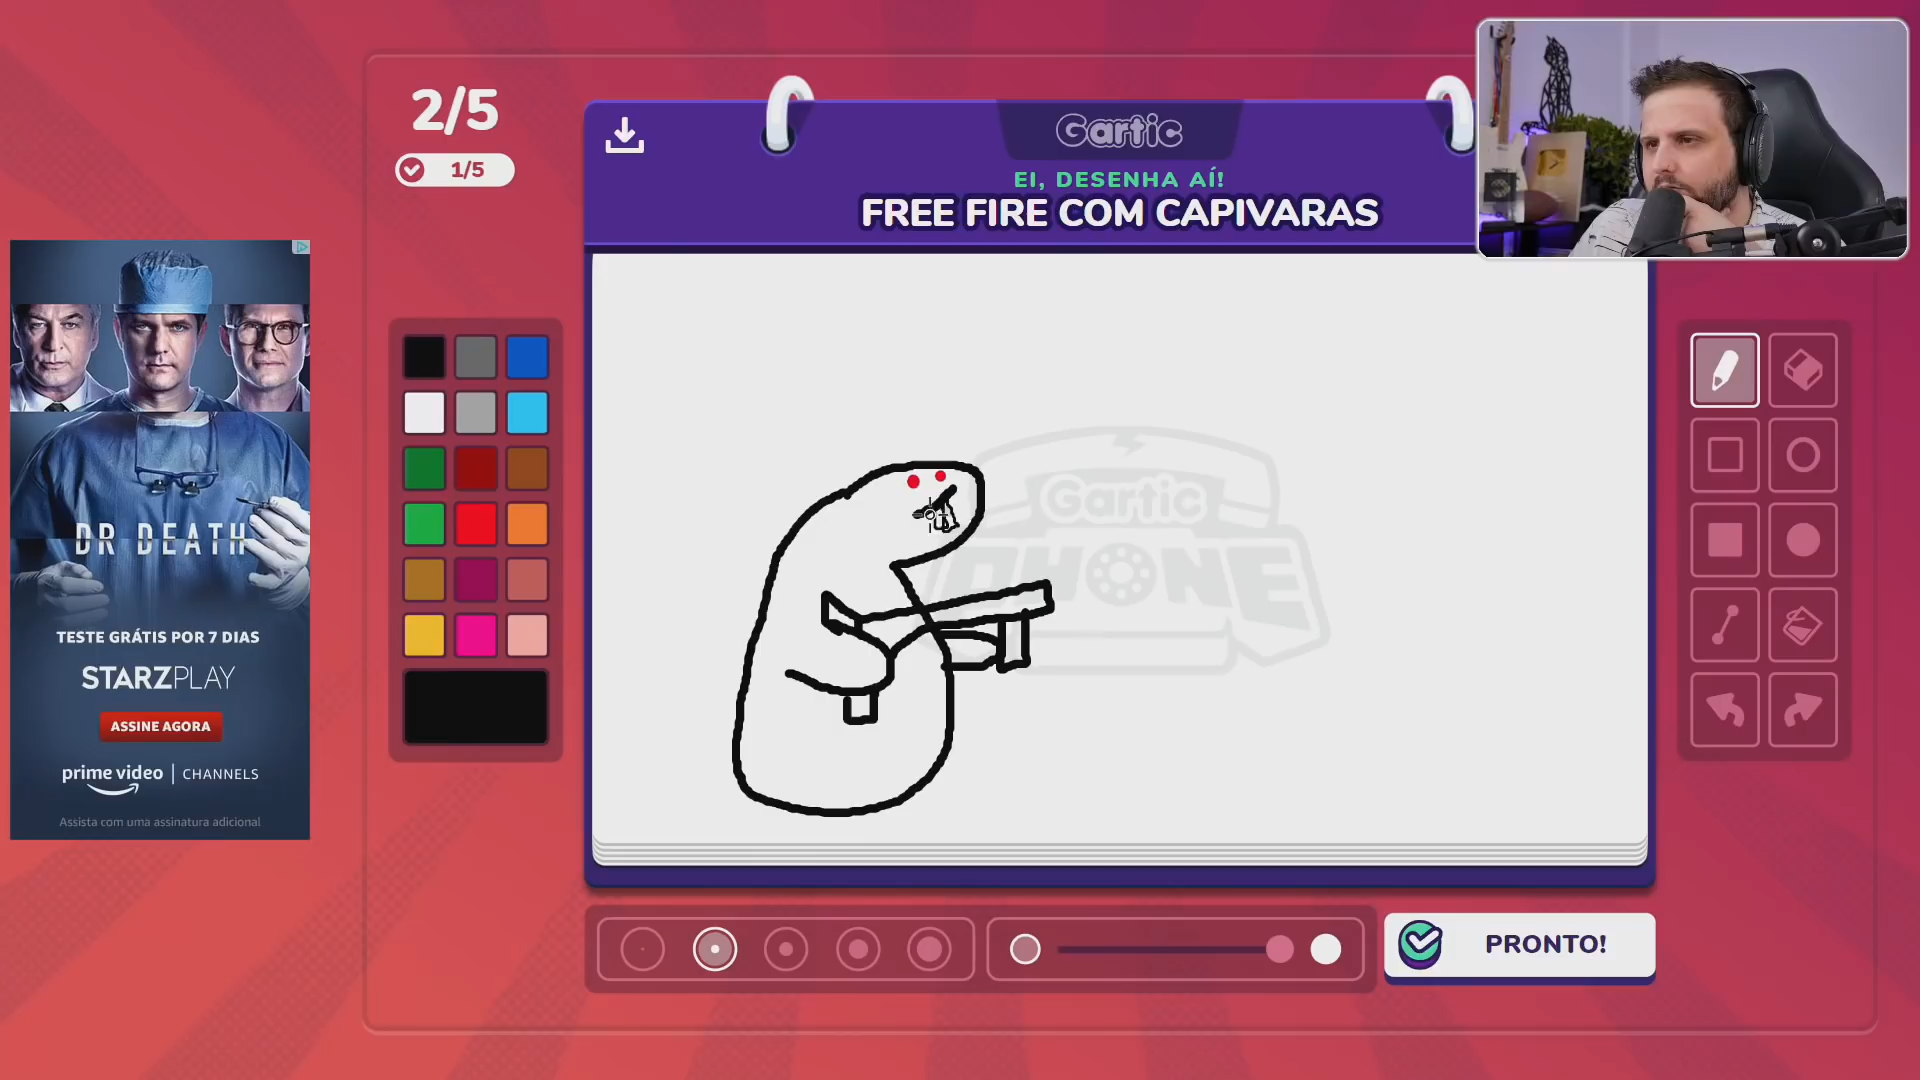 2/5
1/5
Gartic
EI, DESENHA AÍ!
FREE FIRE COM CAPIVARAS
Gartic
PHONE
DR DEATH
TESTE GRÁTIS POR 7 DIAS
STARZPLAY
ASSINE AGORA
prime video | CHANNELS
Assista com uma assinatura adicional
PRONTO!